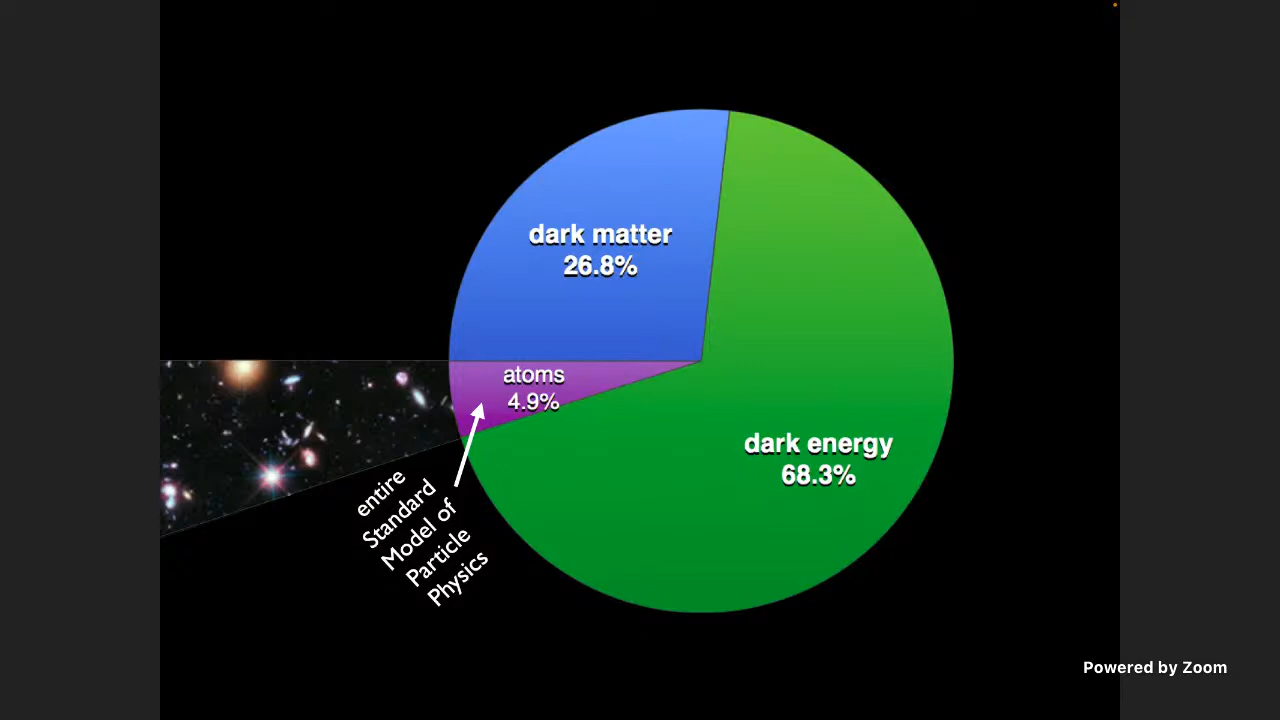 dark matter
26.8%
atoms
4.9%
dark energy
68.3%
entire
Standard
Model of
Particle
Physics
Powered by Zoom